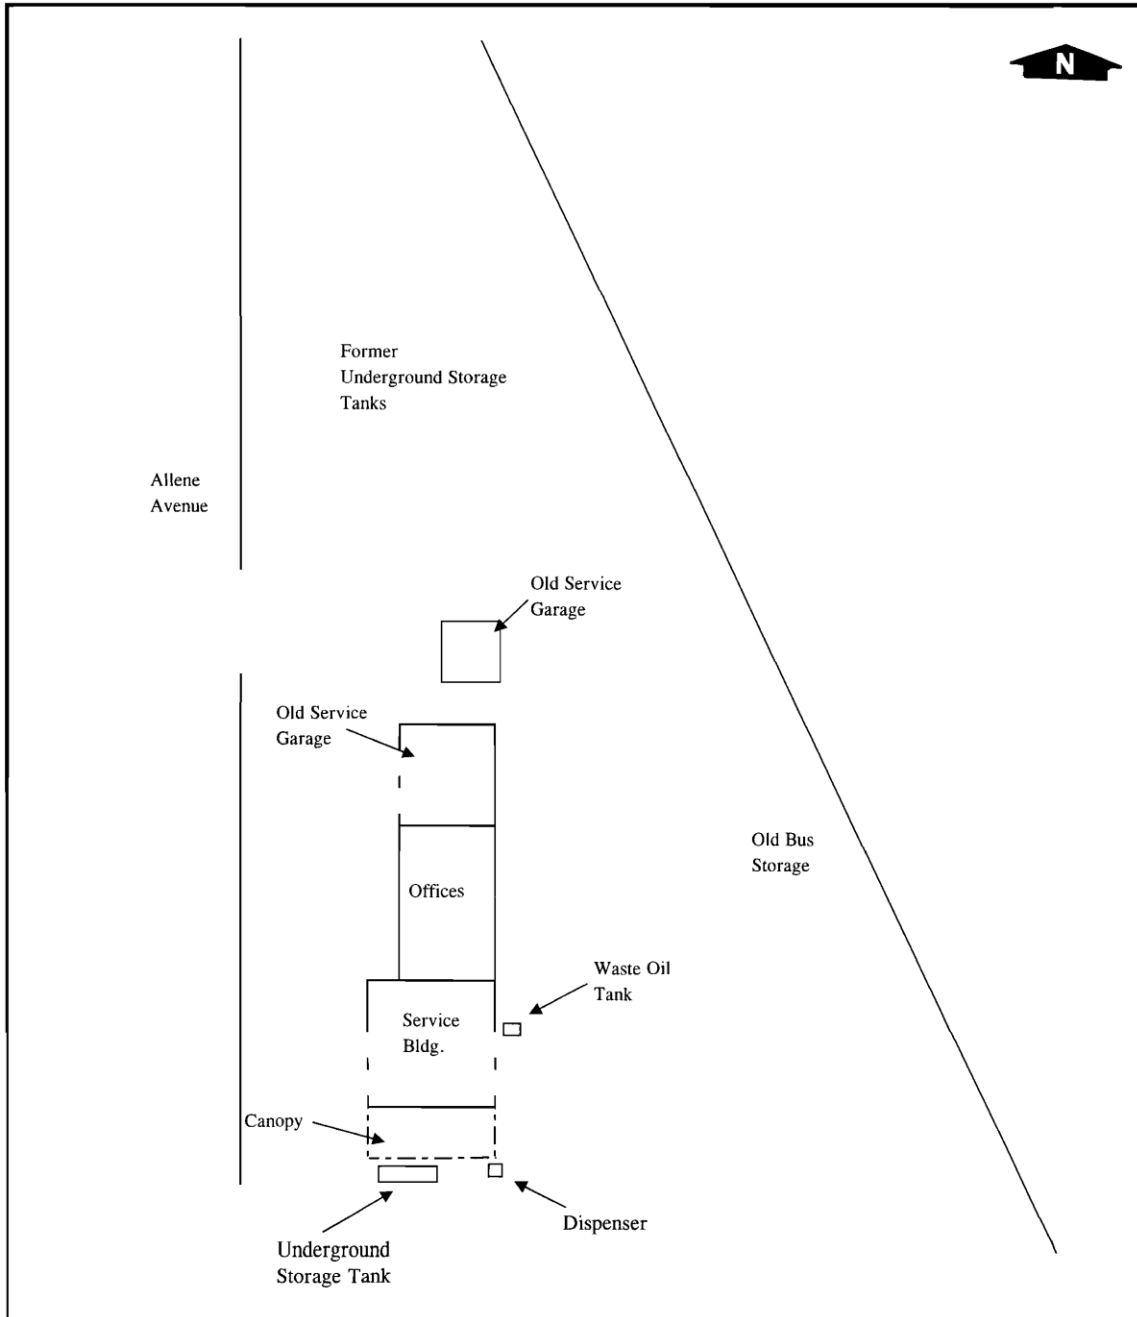 N
Former
Underground Storage
Tanks
Allene
Avenue
Old Service
Garage
Old Service
Garage
Old Bus
Storage
Offices
Waste Oil
Tank
Service
Bldg.
Canopy
Dispenser
Underground
Storage Tank